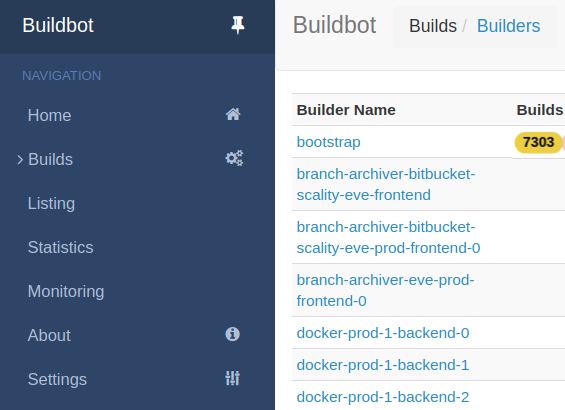 Buildbot
NAVIGATION
Home
Builds
Listing
Statistics
Monitoring
About
Settings
Buildbot
Builds / Builders
Builder Name Builds
bootstrap 7303
branch-archiver-bitbucket-
scality-eve-frontend
branch-archiver-bitbucket-
scality-eve-prod-frontend-0
branch-archiver-eve-prod-
frontend-0
docker-prod-1-backend-0
docker-prod-1-backend-1
docker-prod-1-backend-2